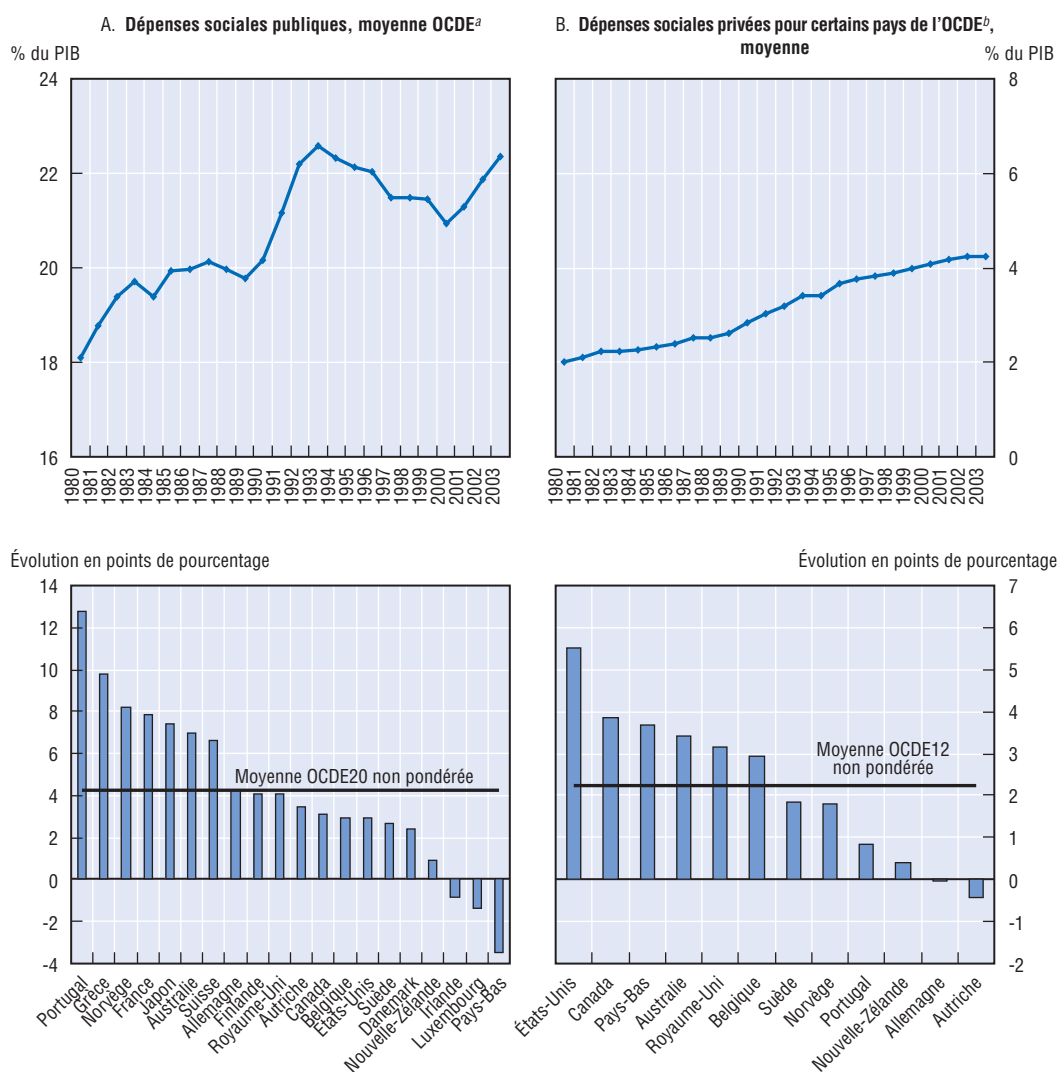 A. Dépenses sociales publiques, moyenne OCDEa
% du PIB
24
22
20
18
16
1980
1981
1982
1983
1984
1985
1986
1987
1988
1989
1990
1991
1992
1993
1994
1995
1996
1997
1998
1999
2000
2001
2002
2003
B. Dépenses sociales privées pour certains pays de l'OCDEb,
moyenne
% du PIB
8
6
4
2
0
1980
1981
1982
1983
1984
1985
1986
1987
1988
1989
1990
1991
1992
1993
1994
1995
1996
1997
1998
1999
2000
2001
2002
2003
Évolution en points de pourcentage
14
12
10
8
6
4
2
0
-2
-4
Moyenne OCDE20 non pondérée
Portugal
Grèce
Norvège
France
Japon
Australie
Suisse
Allemagne
Finlande
Royaume-Uni
Autriche
Canada
Belgique
États-Unis
Suède
Danemark
Nouvelle-Zélande
Irlande
Luxembourg
Pays-Bas
Évolution en points de pourcentage
7
6
5
4
3
2
1
0
-1
-2
Moyenne OCDE12
non pondérée
États-Unis
Canada
Pays-Bas
Australie
Royaume-Uni
Belgique
Suède
Norvège
Portugal
Nouvelle-Zélande
Allemagne
Autriche